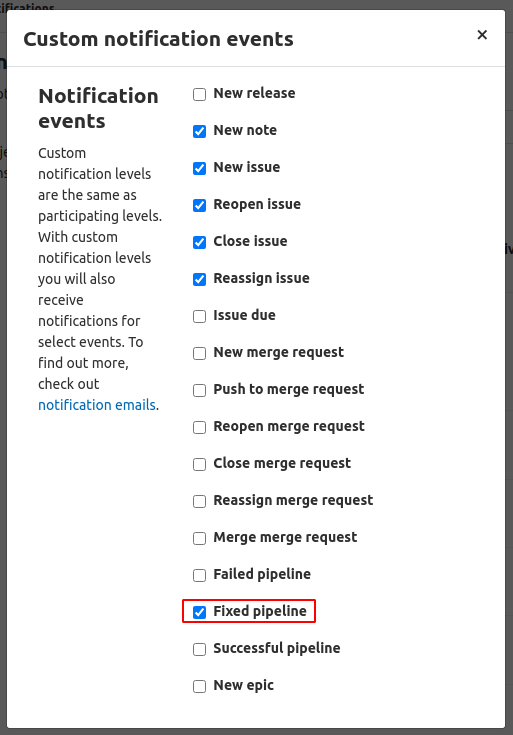 Custom notification events
×
Notification
events
Custom
notification levels
are the same as
participating levels.
With custom
notification levels
you will also
receive
notifications for
select events. To
find out more,
check out
notification emails.
New release
New note
New issue
Reopen issue
Close issue
Reassign issue
Issue due
New merge request
Push to merge request
Reopen merge request
Close merge request
Reassign merge request
Merge merge request
Failed pipeline
Fixed pipeline
Successful pipeline
New epic